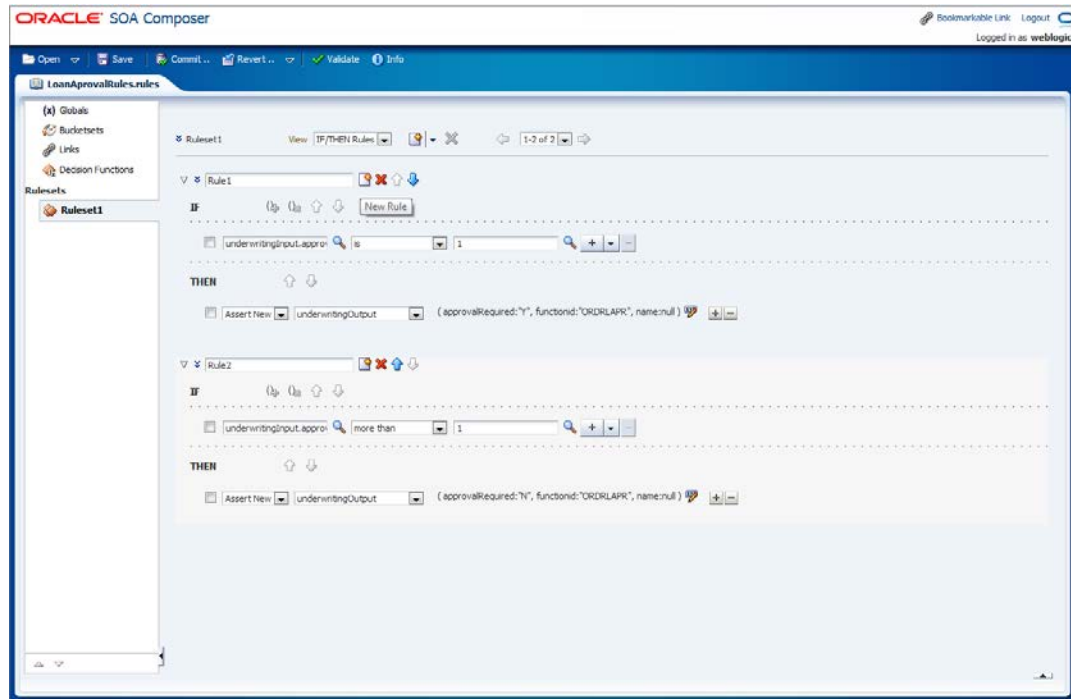 ORACLE SOA Composer
Bookmarkable Link Logout
Logged in as weblogic
Open Save Commit .. Revert .. Validate Info
LoanAprovalRules.rules
(x) Globals
Bucketsets
Links
Decision Functions
Rulesets
Ruleset1
Ruleset1 View IF/THEN Rules 1-2 of 2
Rule1
IF New Rule
underwritingInput.approv is 1
THEN
Assert New underwritingOutput ( approvalRequired:"Y", functionid:"ORDRLAPR", name:null )
Rule2
IF
underwritingInput.approv more than 1
THEN
Assert New underwritingOutput ( approvalRequired:"N", functionid:"ORDRLAPR", name:null )